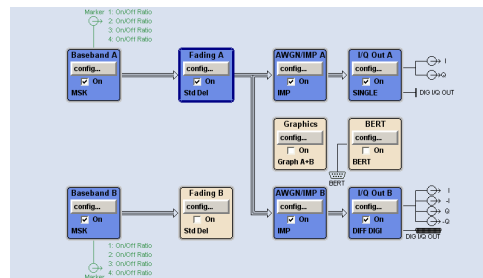 Marker 1: On/Off Ratio
2: On/Off Ratio
3: On/Off Ratio
4: On/Off Ratio
Baseband A
config...
On
MSK
Fading A
config...
On
Std Del
AWGN/IMP A
config...
On
IMP
I/Q Out A
config...
On
SINGLE
I
Q
DIG I/Q OUT
Graphics
config...
On
Graph A+B
BERT
config...
On
BERT
BERT
Baseband B
config...
On
MSK
Fading B
config...
On
Std Del
AWGN/IMP B
config...
On
IMP
I/Q Out B
config...
On
DIFF DIGI
I
-I
Q
-Q
DIG I/Q OUT
1: On/Off Ratio
2: On/Off Ratio
3: On/Off Ratio
Marker 4: On/Off Ratio